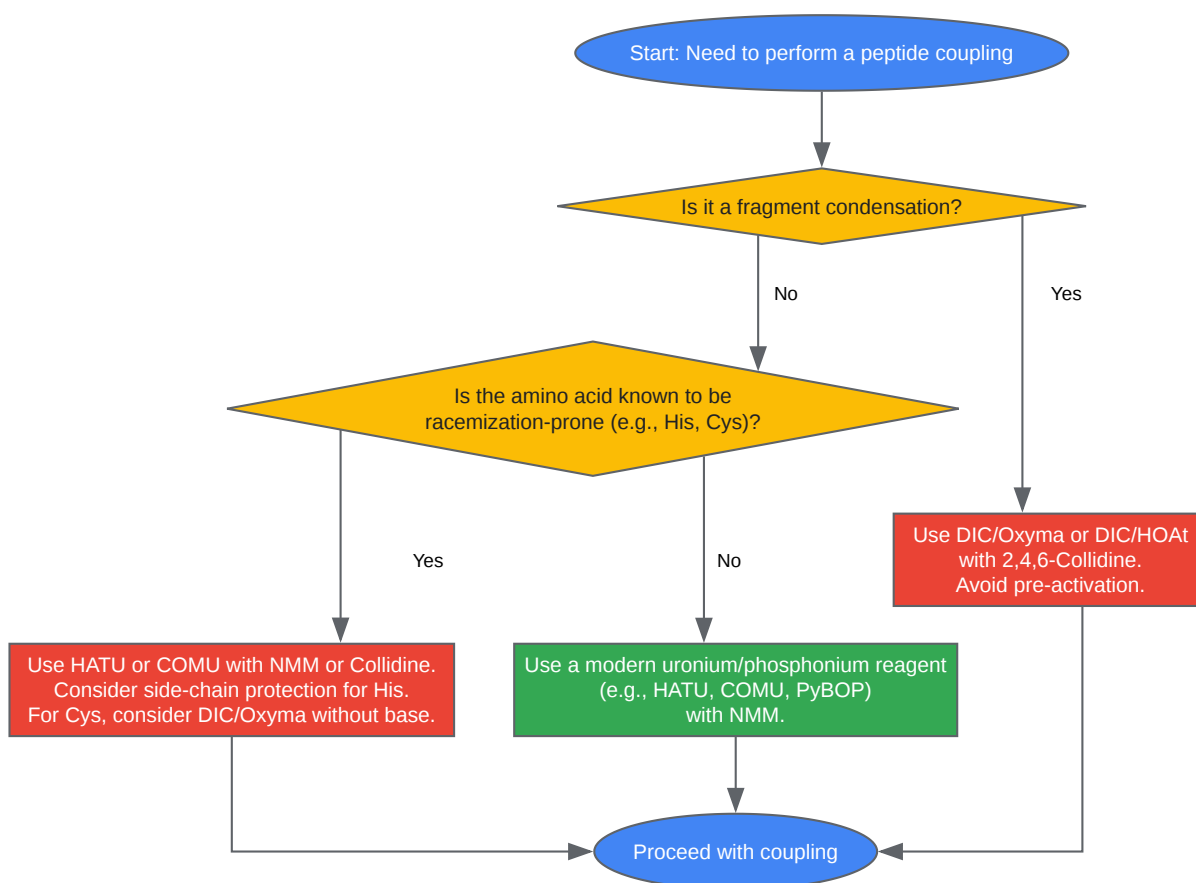 Start: Need to perform a peptide coupling
Is it a fragment condensation?
No
Yes
Is the amino acid known to be
racemization-prone (e.g., His, Cys)?
Yes
No
Use DIC/Oxyma or DIC/HOAt
with 2,4,6-Collidine.
Avoid pre-activation.
Use HATU or COMU with NMM or Collidine.
Consider side-chain protection for His.
For Cys, consider DIC/Oxyma without base.
Use a modern uronium/phosphonium reagent
(e.g., HATU, COMU, PyBOP)
with NMM.
Proceed with coupling